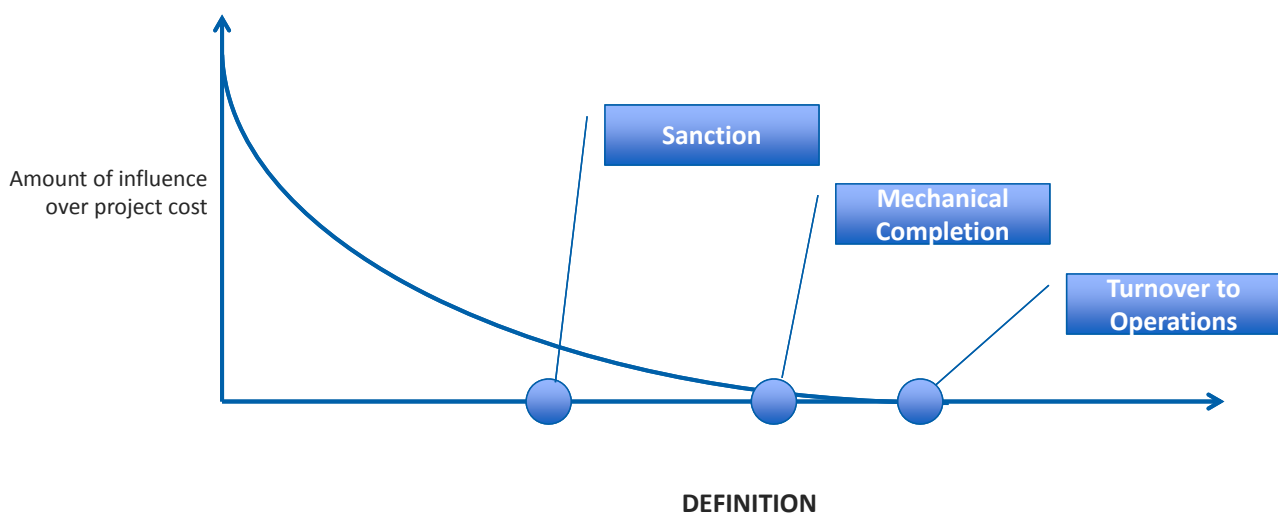 Sanction
Amount of influence
over project cost
Mechanical
Completion
Turnover to
Operations
DEFINITION